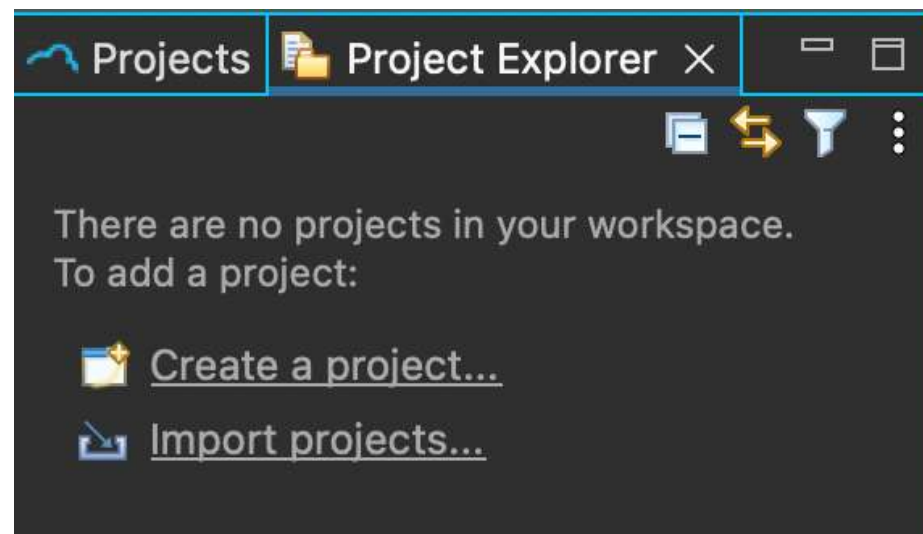 Projects Project Explorer
There are no projects in your workspace.
To add a project:
Create a project...
Import projects...